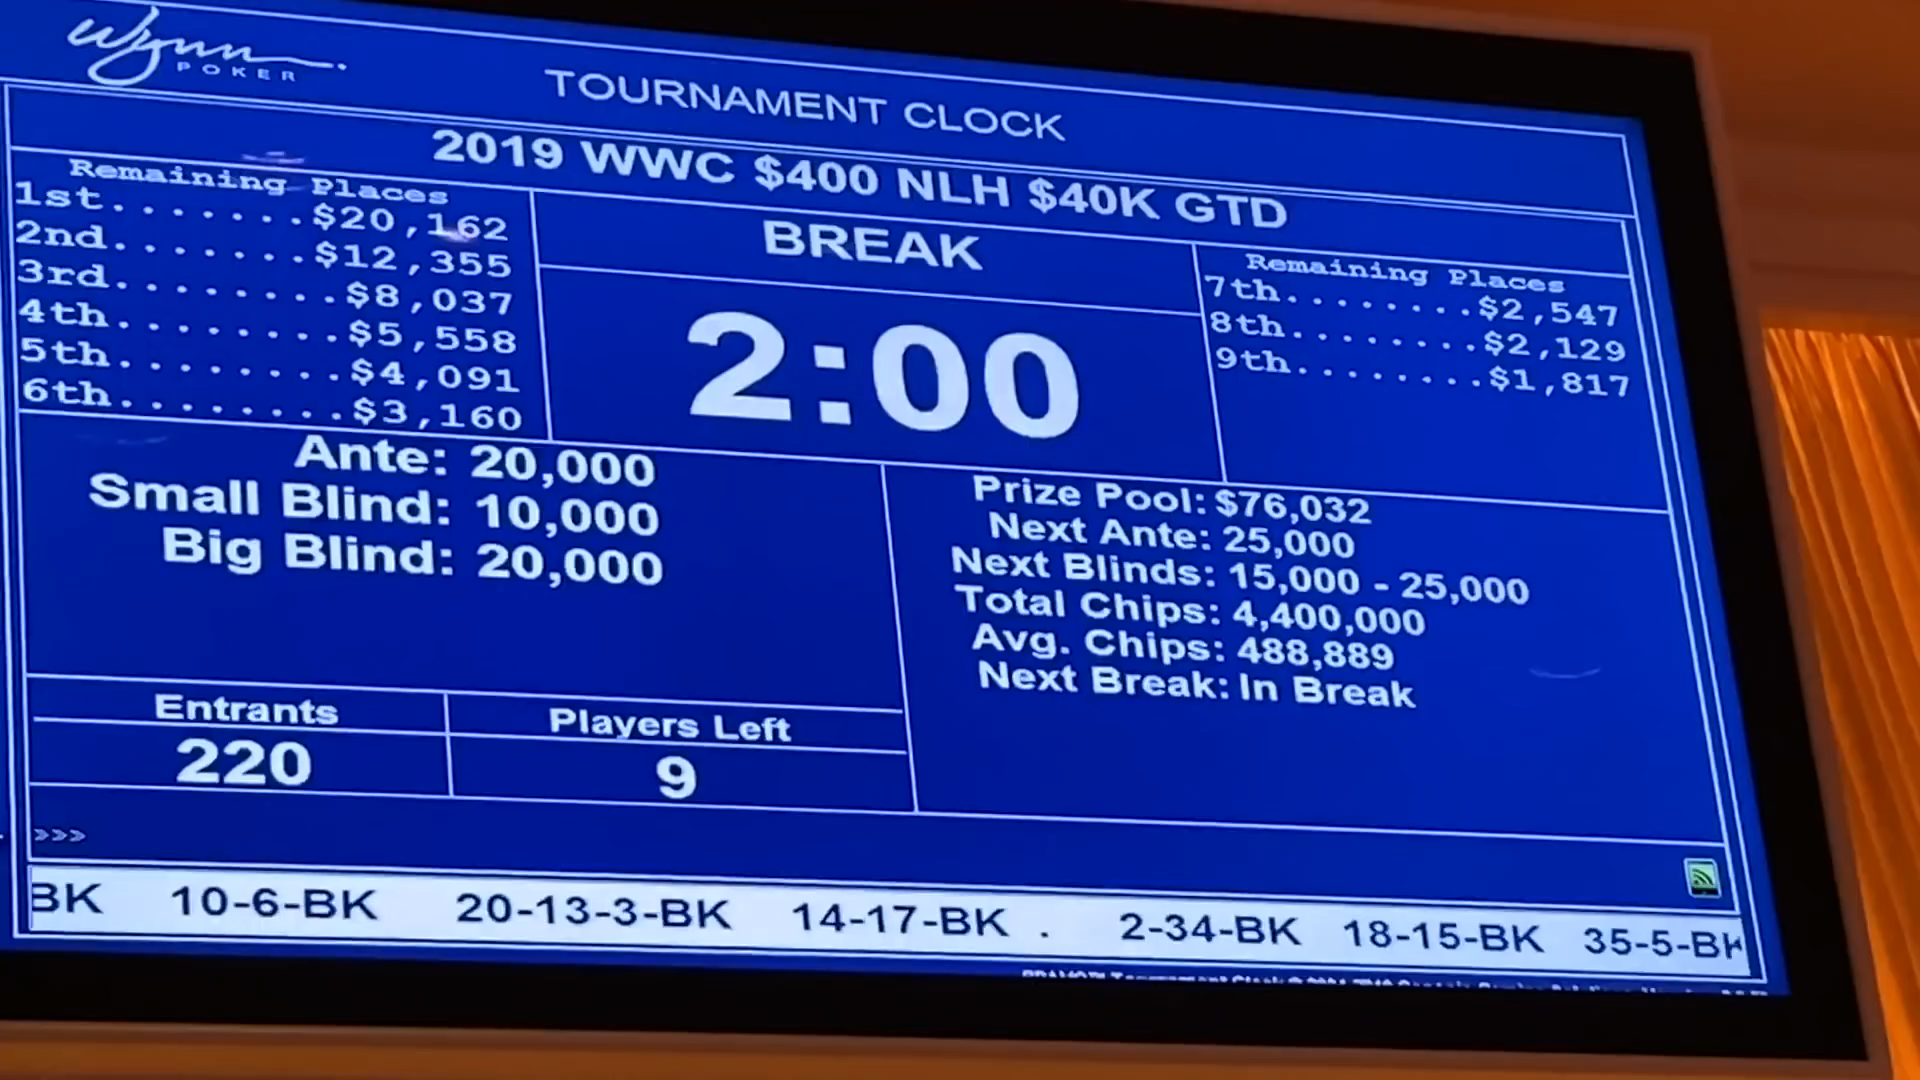 Wynn
POKER
TOURNAMENT CLOCK
2019 WWC $400 NLH $40K GTD
Remaining Places
1st.......$20,162
2nd.......$12,355
3rd........$8,037
4th........$5,558
5th........$4,091
6th........$3,160
BREAK
2:00
Remaining Places
7th........$2,547
8th........$2,129
9th........$1,817
Ante: 20,000
Small Blind: 10,000
Big Blind: 20,000
Prize Pool: $76,032
Next Ante: 25,000
Next Blinds: 15,000 - 25,000
Total Chips: 4,400,000
Avg. Chips: 488,889
Next Break: In Break
Entrants
220
Players Left
9
>>>
BK 10-6-BK 20-13-3-BK 14-17-BK . 2-34-BK 18-15-BK 35-5-BK
Tournament Clock ©